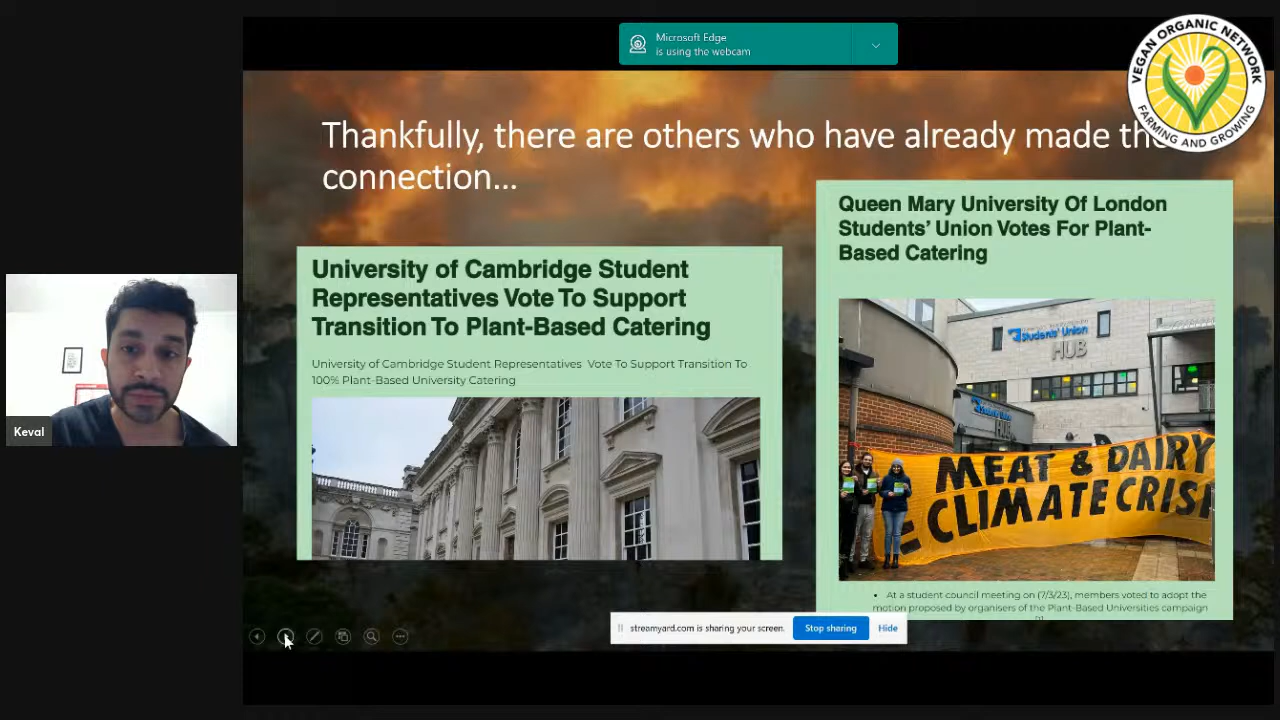 Microsoft Edge
is using the webcam
VEGAN ORGANIC NETWORK
FARMING AND GROWING
Thankfully, there are others who have already made th
connection...
Queen Mary University Of London
Students' Union Votes For Plant-
Based Catering
University of Cambridge Student
Representatives Vote To Support
Transition To Plant-Based Catering
University of Cambridge Student Representatives Vote To Support Transition To
100% Plant-Based University Catering
Students' Union
HUB
HUB
MEAT & DAIRY
= CLIMATE CRISI
Keval
• At a student council meeting on (7/3/23), members voted to adopt the
motion proposed by organisers of the Plant-Based Universities campaign
streamyard.com is sharing your screen.
Stop sharing
Hide